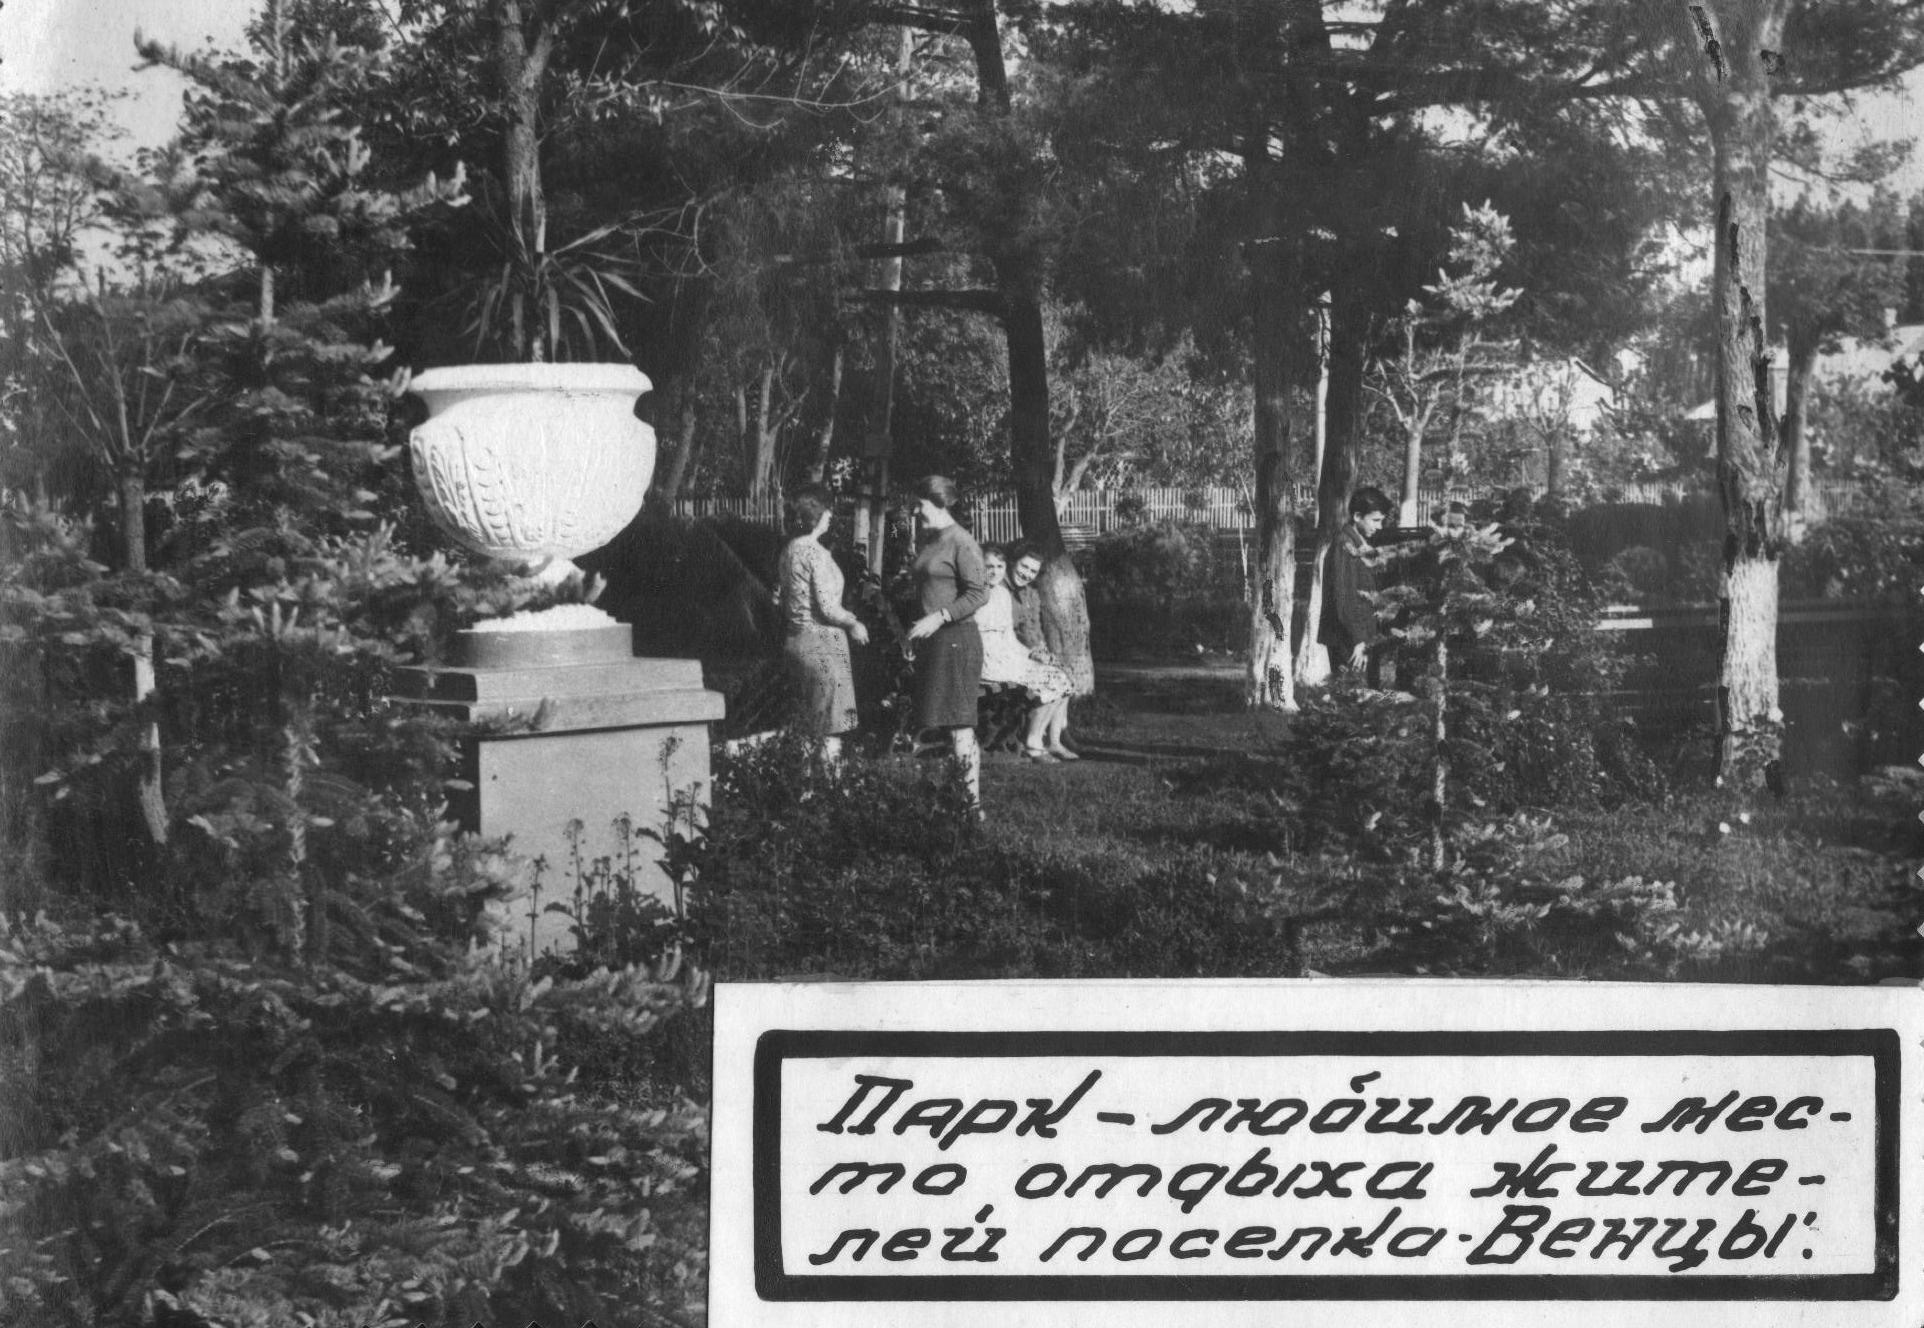 Парк – любимое мес-
то отдыха жите-
лей поселка "Венцы".